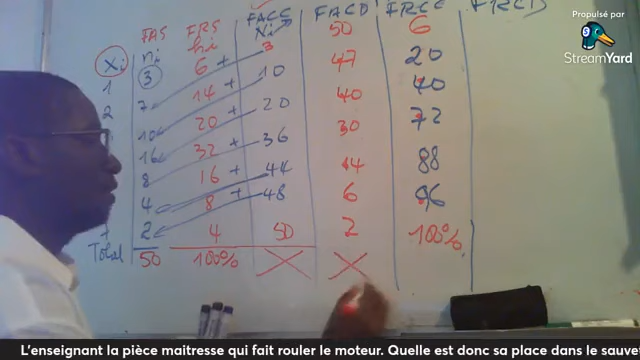 FAS FRS FACC FACD FRCC FRCD
Xi ni hi Ni
1 3 6 3 50 6
2 7 14 10 47 20
10 20 20 40 40
16 32 36 30 72
8 16 44 14 88
4 8 48 6 96
2 4 50 2 100%
Total 50 100%
Propulsé par
StreamYard
L'enseignant la pièce maitresse qui fait rouler le moteur. Quelle est donc sa place dans le sauve